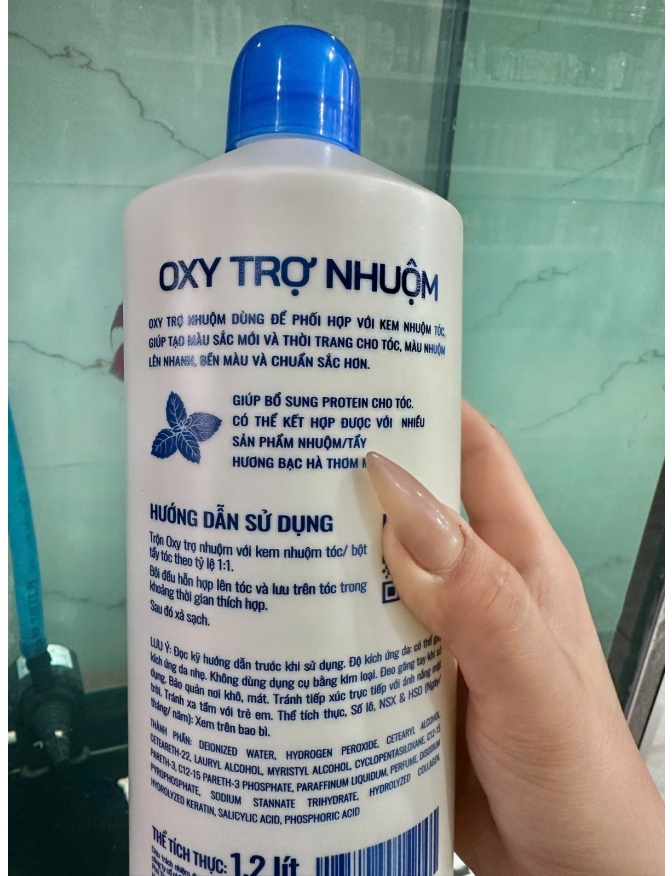 OXY TRỢ NHUỘM
OXY TRỢ NHUỘM DÙNG ĐỂ PHỐI HỢP VỚI KEM NHUỘM TÓC,
GIÚP TẠO MÀU SẮC MỚI VÀ THỜI TRANG CHO TÓC, MÀU NHUỘM
LÊN NHANH, BỀN MÀU VÀ CHUẨN SẮC HƠN.
GIÚP BỔ SUNG PROTEIN CHO TÓC.
CÓ THỂ KẾT HỢP ĐƯỢC VỚI NHIỀU
SẢN PHẨM NHUỘM/TẨY
HƯƠNG BẠC HÀ THƠM
HƯỚNG DẪN SỬ DỤNG
Trộn Oxy trợ nhuộm với kem nhuộm tóc/ bột
tẩy tóc theo tỷ lệ 1:1.
Bôi đều hỗn hợp lên tóc và lưu trên tóc trong
khoảng thời gian thích hợp.
Sau đó xả sạch.
LƯU Ý: Đọc kỹ hướng dẫn trước khi sử dụng. Độ kích ứng da: có thể
kích ứng da nhẹ. Không dùng dụng cụ bằng kim loại. Đeo găng tay khi sử
dụng. Bảo quản nơi khô, mát. Tránh tiếp xúc trực tiếp với ánh nắng mặt
trời. Tránh xa tầm với trẻ em. Thể tích thực, Số lô, NSX & HSD (Ngày/
tháng/ năm): Xem trên bao bì.
THÀNH PHẦN: DEIONIZED WATER, HYDROGEN PEROXIDE, CETEARYL ALCOHOL,
CETEARETH-22, LAURYL ALCOHOL, MYRISTYL ALCOHOL, CYCLOPENTASILOXANE, C12-15
PARETH-3, C12-15 PARETH-3 PHOSPHATE, PARAFFINUM LIQUIDUM, PERFUME, DISODIUM
PYROPHOSPHATE, SODIUM STANNATE TRIHYDRATE, HYDROLYZED COLLAGEN,
HYDROLYZED KERATIN, SALICYLIC ACID, PHOSPHORIC ACID
THỂ TÍCH THỰC: 1.2 lít